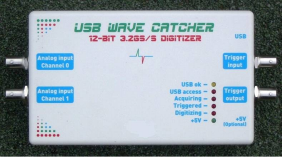 USB WAVE CATCHER
12-BIT 3.2GS/S DIGITIZER
USB
Analog input
Channel 0
Trigger
input
Analog input
Channel 1
USB ok
USB access
Acquiring
Triggered
Digitizing
+5V
Trigger
output
+5V
(Optional)